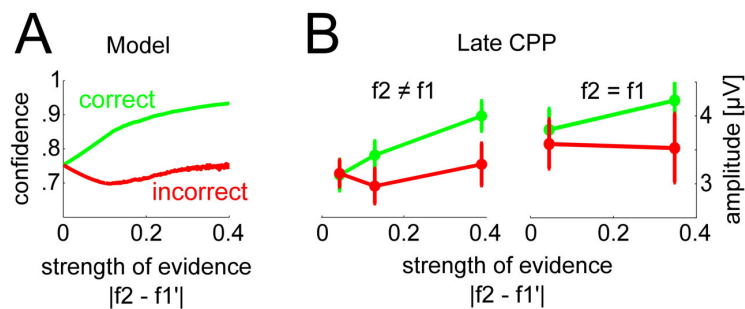 A
Model
1
.9
.8
.7
confidence
correct
incorrect
0
0.2
0.4
strength of evidence
|f2 - f1'|
B
Late CPP
f2 ≠ f1
f2 = f1
0
0.2
0.4
0
0.2
0.4
4
3
amplitude [µV]
strength of evidence
|f2 - f1'|